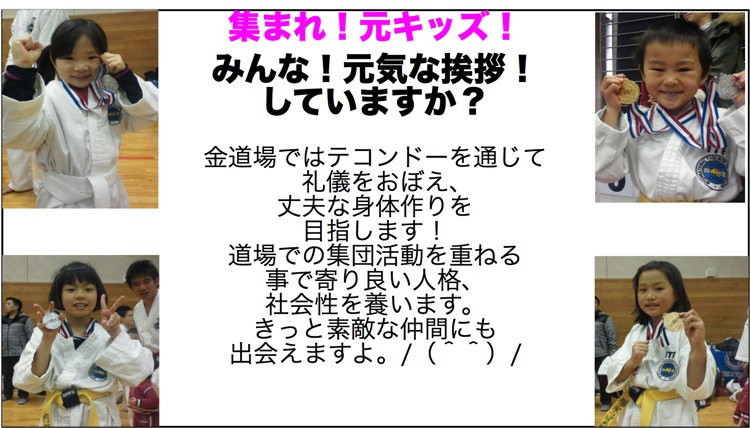 集まれ！元キッズ！
みんな！元気な挨拶！
していますか？
金道場ではテコンドーを通じて
礼儀をおぼえ、
丈夫な身体作りを
目指します！
道場での集団活動を重ねる
事で寄り良い人格、
社会性を養います。
きっと素敵な仲間にも
出会えますよ。/（＾＾）/